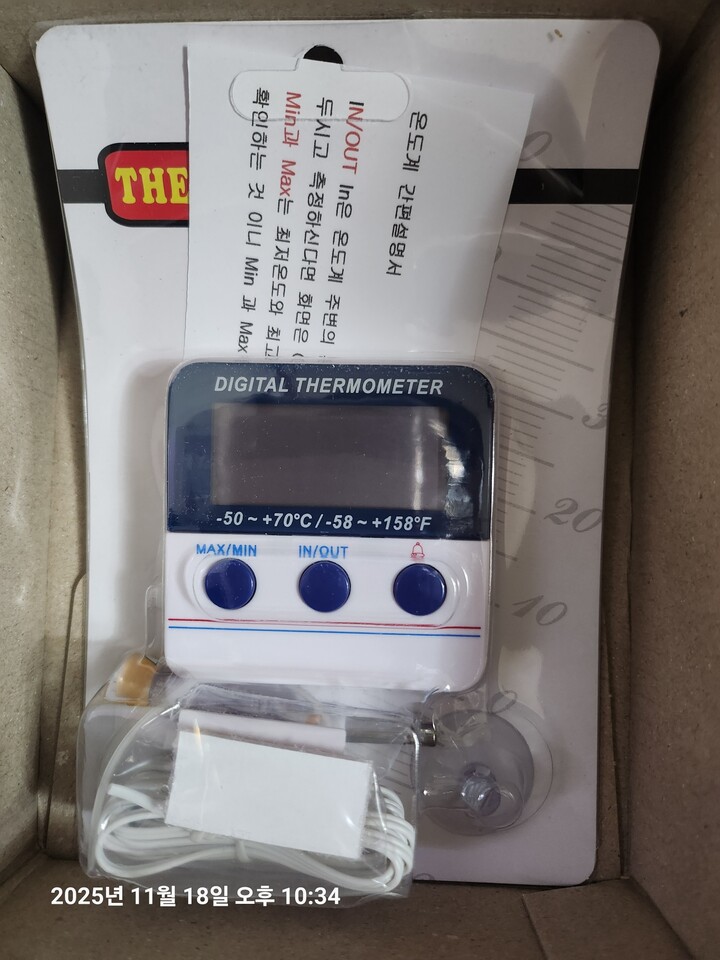 THE
온도계 간편설명서
IN/OUT In은 온도계 주변의
두시고 측정하신다면 화면은
Min과 Max는 최저온도와 최고
확인하는 것 이니 Min 과 Max
DIGITAL THERMOMETER
-50 ~ +70°C / -58 ~ +158°F
MAX/MIN IN/OUT
20
10
2025년 11월 18일 오후 10:34